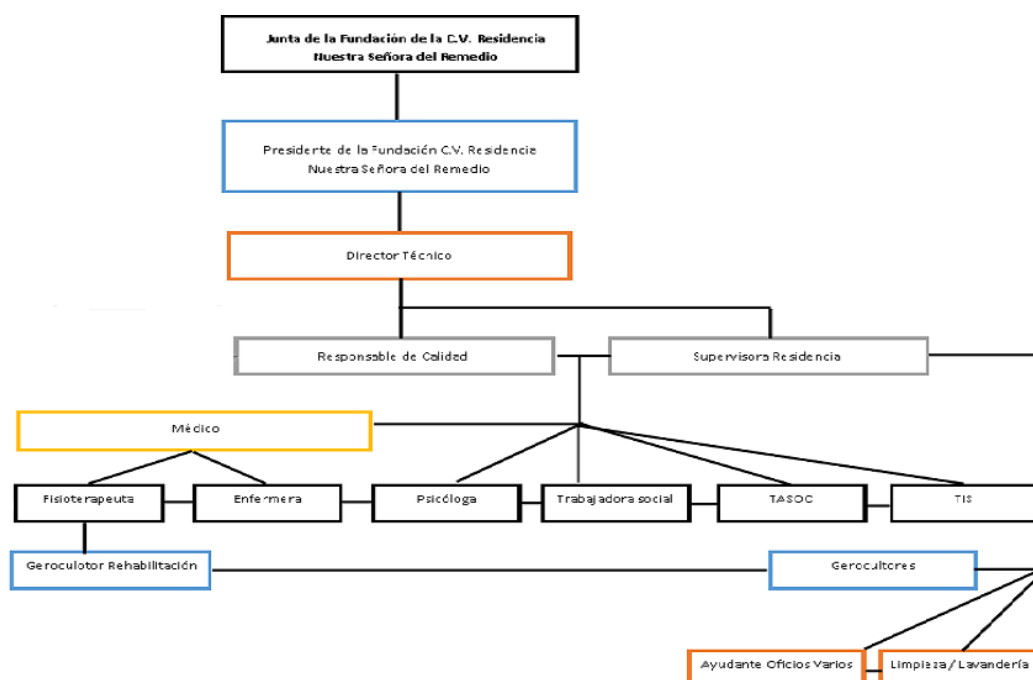 Junta de la Fundación de la C.V. Residencia
Nuestra Señora del Remedio
Presidente de la Fundación C.V. Residencie
Nuestra Señora del Remedio
Director Técnico
Responsable de Calidad
Supervisora Residencia
Médico
Fisioterapeuta
Enfermera
Psicóloga
Trabajadora social
TASOC
TIS
Geroculotor Rehabilitación
Gerocultores
Ayudante Oficios Varios
Limpieza / Lavandería